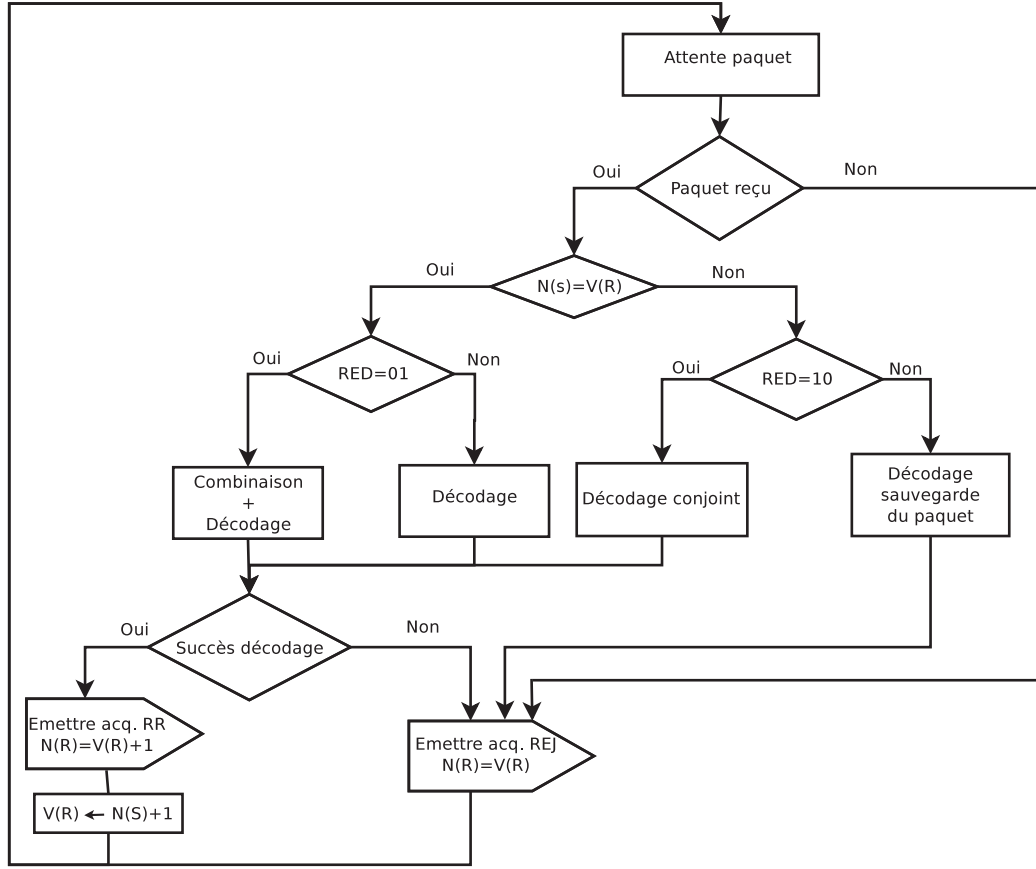 Attente paquet
Oui
Non
Paquet reçu
Oui
Non
N(s)=V(R)
Oui
Non
RED=01
Oui
Non
RED=10
Combinaison
+
Décodage
Décodage
Décodage conjoint
Décodage
sauvegarde
du paquet
Oui
Non
Succès décodage
Emettre acq. RR
N(R)=V(R)+1
Emettre acq. REJ
N(R)=V(R)
V(R) ← N(S)+1